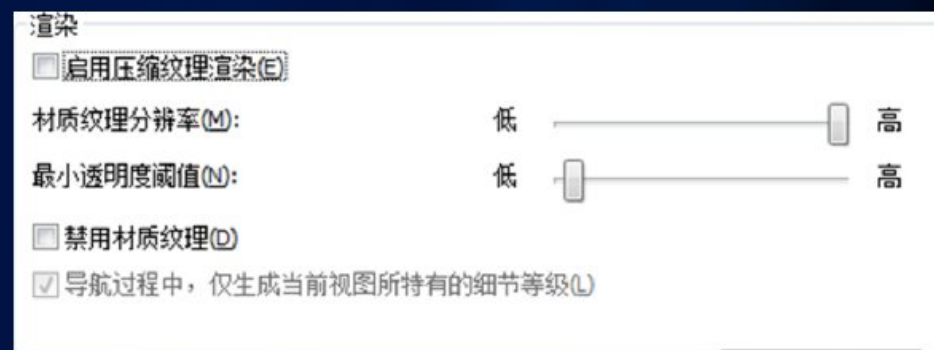 渲染
启用压缩纹理渲染(E)
材质纹理分辨率(M): 低 高
最小透明度阈值(N): 低 高
禁用材质纹理(D)
导航过程中，仅生成当前视图所特有的细节等级(L)